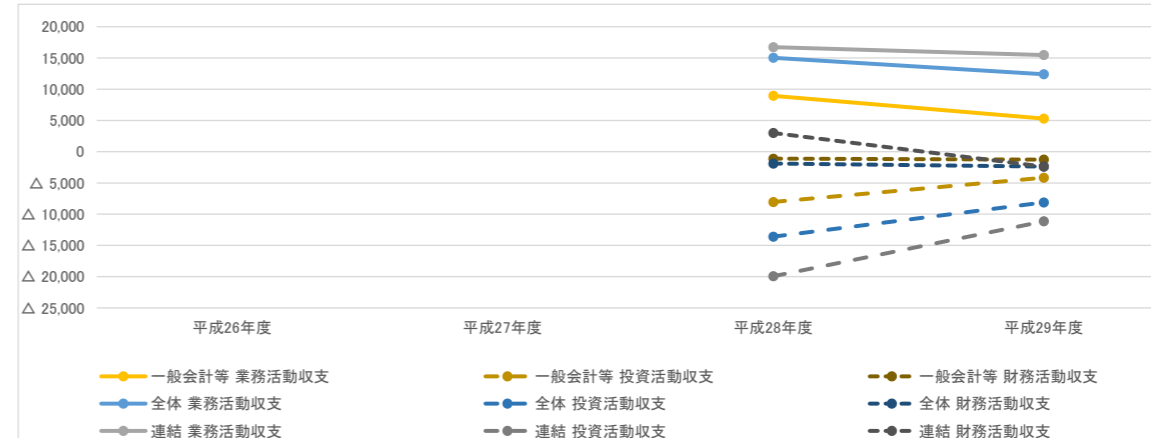 20,000
15,000
10,000
5,000
0
△ 5,000
△ 10,000
△ 15,000
△ 20,000
△ 25,000
平成26年度 平成27年度 平成28年度 平成29年度
一般会計等 業務活動収支 一般会計等 投資活動収支 一般会計等 財務活動収支
全体 業務活動収支 全体 投資活動収支 全体 財務活動収支
連結 業務活動収支 連結 投資活動収支 連結 財務活動収支